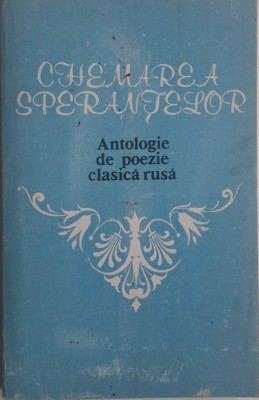 CHEMAREA
SPERANȚELOR
Antologie
de poezie
clasică rusă